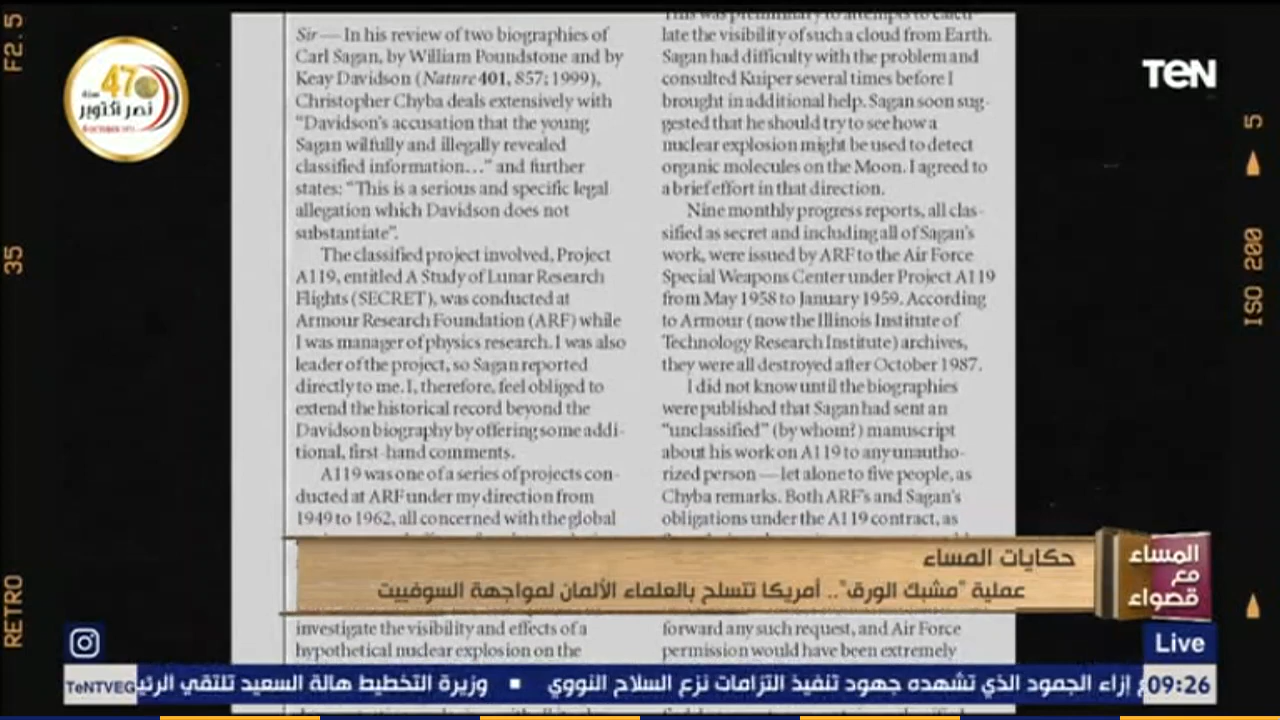 F2.5
35
RETRO
47
سنة
نصر أكتوبر
TeN
5
ISO 200
Sir — In his review of two biographies of
Carl Sagan, by William Poundstone and by
Keay Davidson (Nature 401, 857; 1999),
Christopher Chyba deals extensively with
“Davidson's accusation that the young
Sagan wilfully and illegally revealed
classified information…” and further
states: “This is a serious and specific legal
allegation which Davidson does not
substantiate”.
The classified project involved, Project
A119, entitled A Study of Lunar Research
Flights (SECRET), was conducted at
Armour Research Foundation (ARF) while
I was manager of physics research. I was also
leader of the project, so Sagan reported
directly to me. I, therefore, feel obliged to
extend the historical record beyond the
Davidson biography by offering some addi-
tional, first-hand comments.
A119 was one of a series of projects con-
ducted at ARF under my direction from
1949 to 1962, all concerned with the global
investigate the visibility and effects of a
hypothetical nuclear explosion on the
This was preliminary to attempts to calcu-
late the visibility of such a cloud from Earth.
Sagan had difficulty with the problem and
consulted Kuiper several times before I
brought in additional help. Sagan soon sug-
gested that he should try to see how a
nuclear explosion might be used to detect
organic molecules on the Moon. I agreed to
a brief effort in that direction.
Nine monthly progress reports, all clas-
sified as secret and including all of Sagan's
work, were issued by ARF to the Air Force
Special Weapons Center under Project A119
from May 1958 to January 1959. According
to Armour (now the Illinois Institute of
Technology Research Institute) archives,
they were all destroyed after October 1987.
I did not know until the biographies
were published that Sagan had sent an
“unclassified” (by whom?) manuscript
about his work on A119 to any unautho-
rized person — let alone to five people, as
Chyba remarks. Both ARF's and Sagan's
obligations under the A119 contract, as
forward any such request, and Air Force
permission would have been extremely
المساء
مع
قصواء
حكايات المساء
عملية "مشبك الورق".. أمريكا تتسلح بالعلماء الألمان لمواجهة السوفييت
Live
09:26
إزاء الجمود الذي تشهده جهود تنفيذ التزامات نزع السلاح النووي ▪ وزيرة التخطيط هالة السعيد تلتقي
TeNTVEG